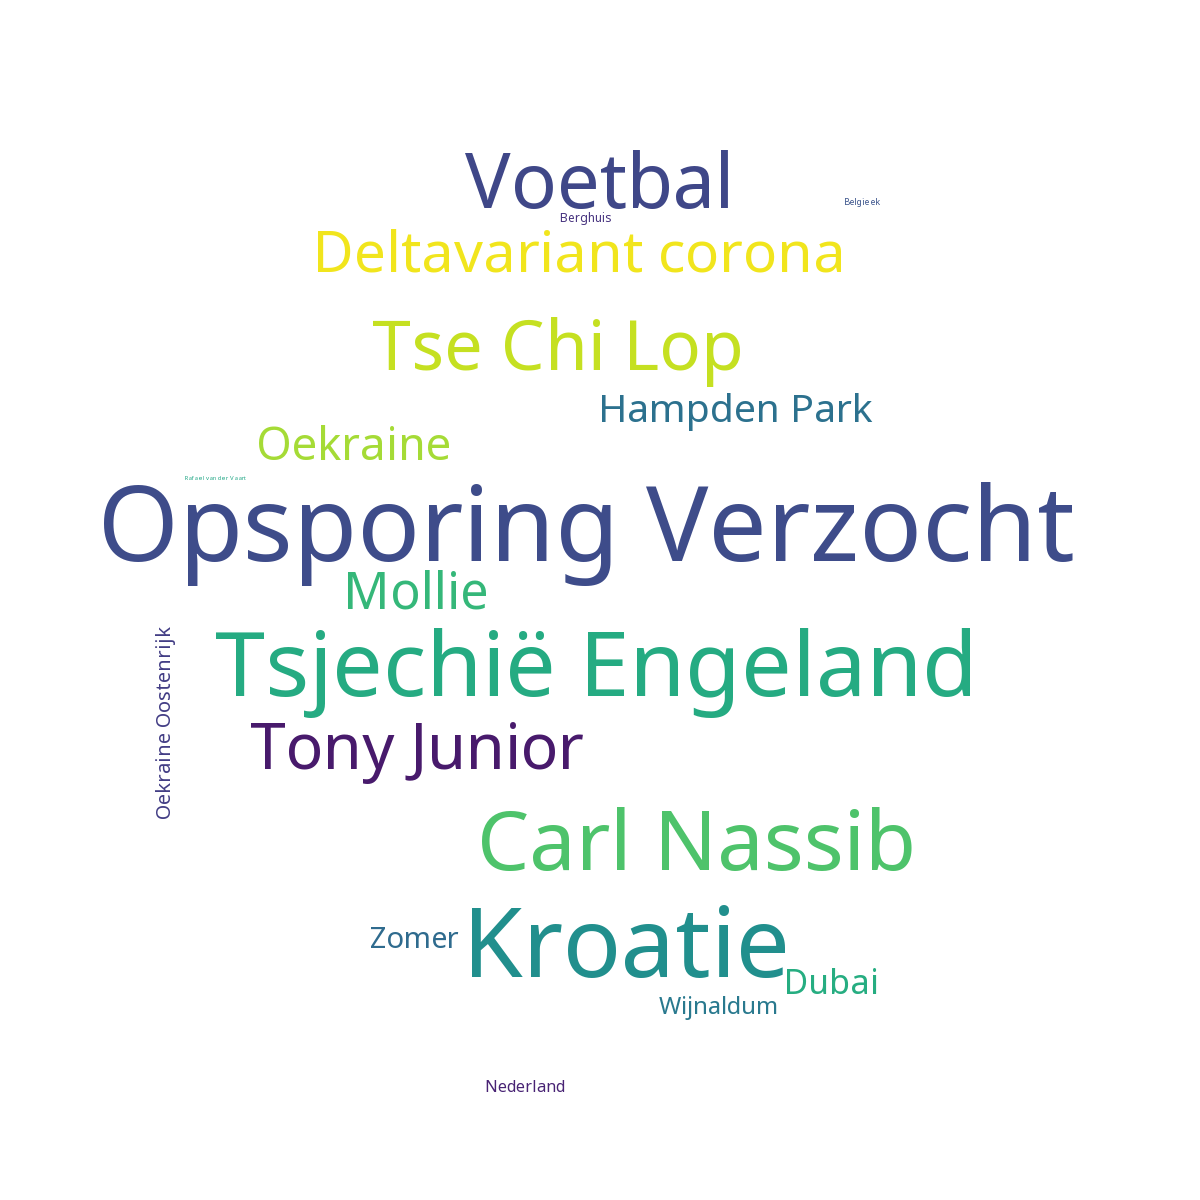 Voetbal
Belgieek
Berghuis
Deltavariant corona
Tse Chi Lop
Hampden Park
Oekraine
Rafael van der Vaart
Opsporing Verzocht
Mollie
Tsjechië Engeland
Oekraine Oostenrijk
Tony Junior
Carl Nassib
Kroatie
Zomer
Dubai
Wijnaldum
Nederland